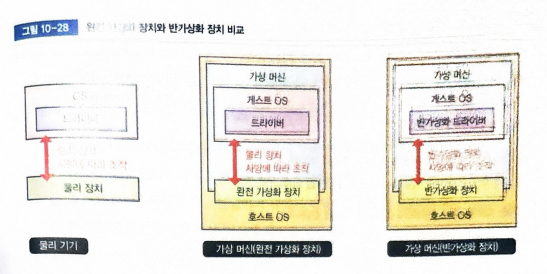 그림 10-28 완전 가상화 장치와 반가상화 장치 비교
OS
드라이버
물리 장치
사양에 따라 조작
물리 장치
물리 기기
가상 머신
게스트 OS
드라이버
물리 장치
사양에 따라 조작
완전 가상화 장치
호스트 OS
가상 머신(완전 가상화 장치)
가상 머신
게스트 OS
반가상화 드라이버
반가상화 장치
사양에 따라 조작
반가상화 장치
호스트 OS
가상 머신(반가상화 장치)